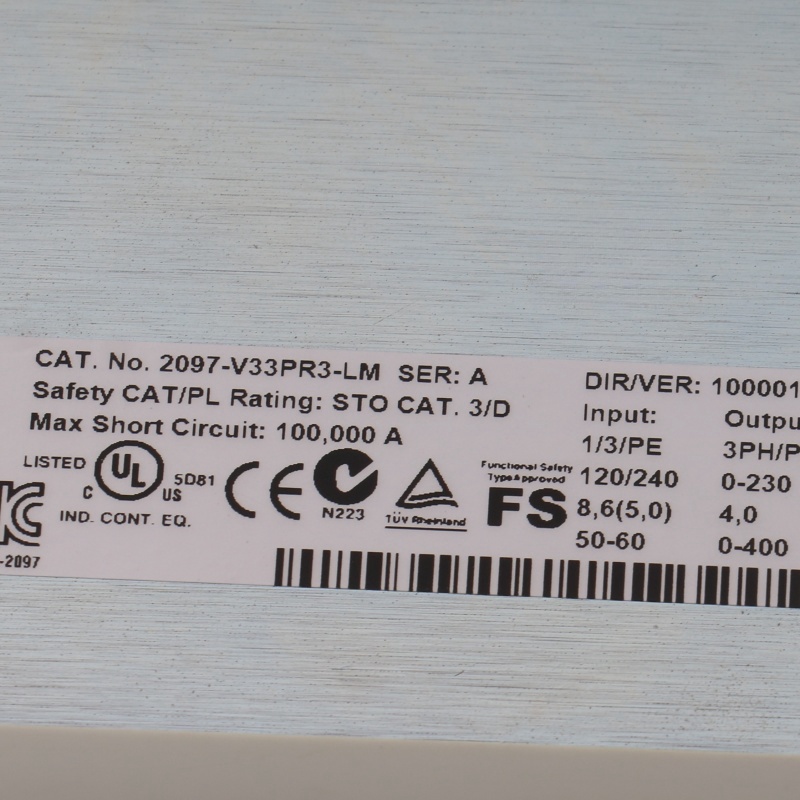 CAT. No. 2097-V33PR3-LM SER: A
Safety CAT/PL Rating: STO CAT. 3/D
Max Short Circuit: 100,000 A
LISTED
UL
C US
5D81
IND. CONT. EQ.
-2097
CE
N223
TÜV Rheinland
Functional Safety
Type Approved
FS
DIR/VER: 100001
Input: Outpu
1/3/PE 3PH/P
120/240 0-230
8,6(5,0) 4,0
50-60 0-400